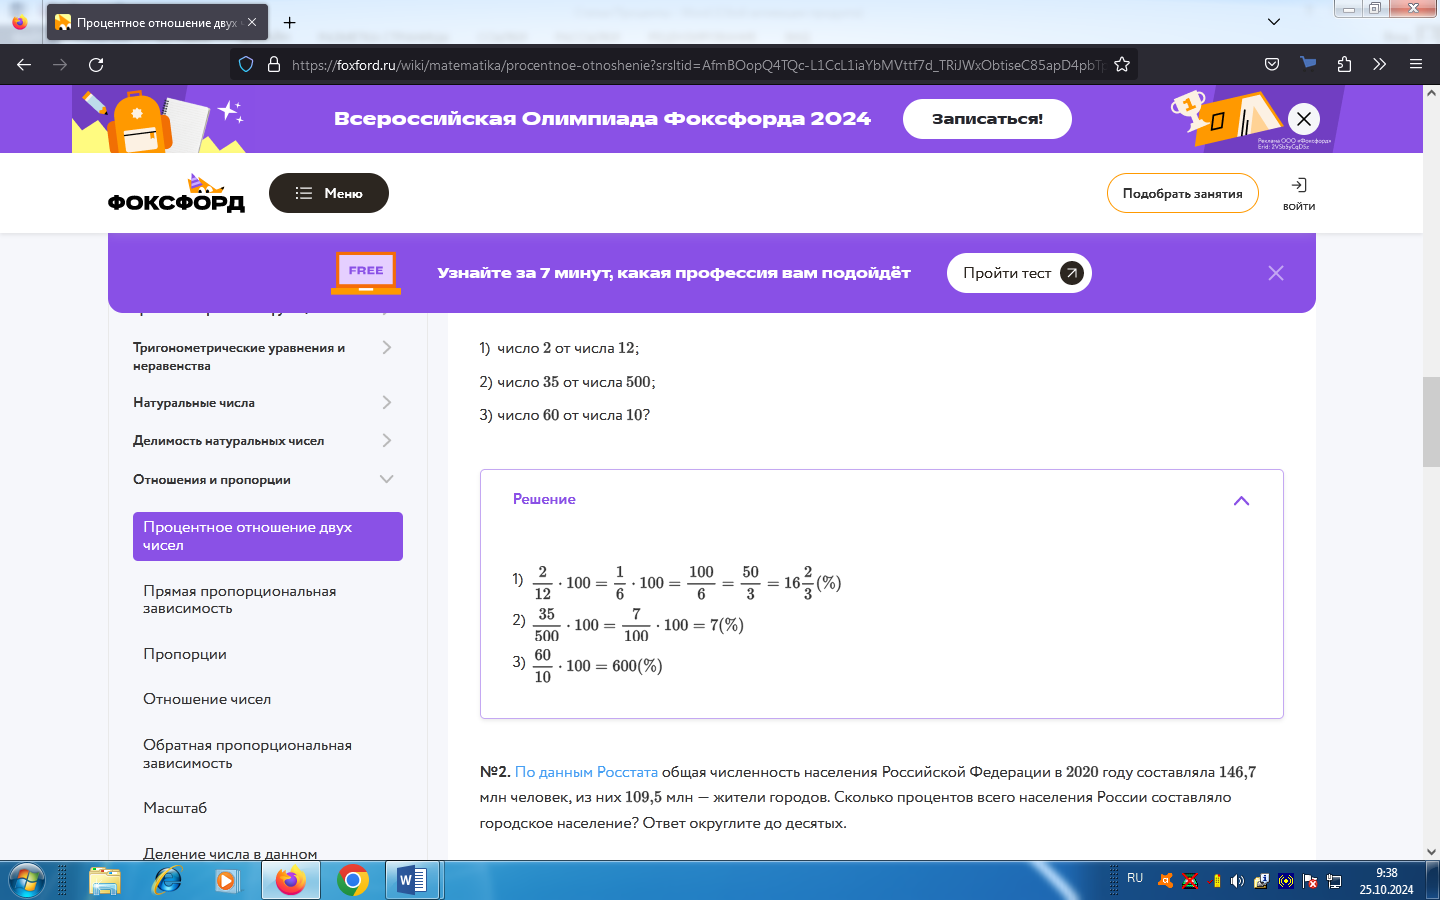 Процентное отношение двух ч
https://foxford.ru/wiki/matematika/procentnoe-otnoshenie?srsltid=AfmBOopQ4TQc-L1CcL1iaYbMVttf7d_TRiJWxObtiseC85apD4pbTp
Всероссийская Олимпиада Фоксфорда 2024
Записаться!
1
Реклама ООО «Фоксфорд»
Erid: 2VSb5yCqD5z
ФОКСФОРД
Меню
Подобрать занятия
войти
FREE
Узнайте за 7 минут, какая профессия вам подойдёт
Пройти тест
Тригонометрические уравнения и
неравенства
Натуральные числа
Делимость натуральных чисел
Отношения и пропорции
Процентное отношение двух
чисел
Прямая пропорциональная
зависимость
Пропорции
Отношение чисел
Обратная пропорциональная
зависимость
Масштаб
Деление числа в данном
1) число 2 от числа 12;
2) число 35 от числа 500;
3) число 60 от числа 10?
Решение
1) 2/12 · 100 = 1/6 · 100 = 100/6 = 50/3 = 16 2/3 (%)
2) 35/500 · 100 = 7/100 · 100 = 7(%)
3) 60/10 · 100 = 600(%)
№2. По данным Росстата общая численность населения Российской Федерации в 2020 году составляла 146,7
млн человек, из них 109,5 млн — жители городов. Сколько процентов всего населения России составляло
городское население? Ответ округлите до десятых.
RU
9:38
25.10.2024